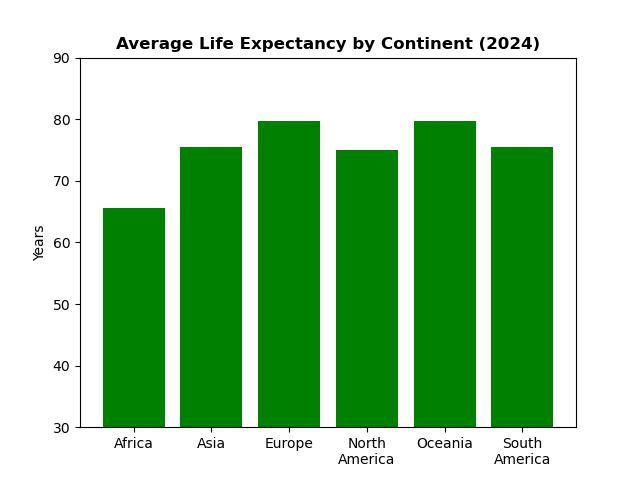 Average Life Expectancy by Continent (2024)
90
80
70
60
50
40
30
Years
Africa
Asia
Europe
North
America
Oceania
South
America